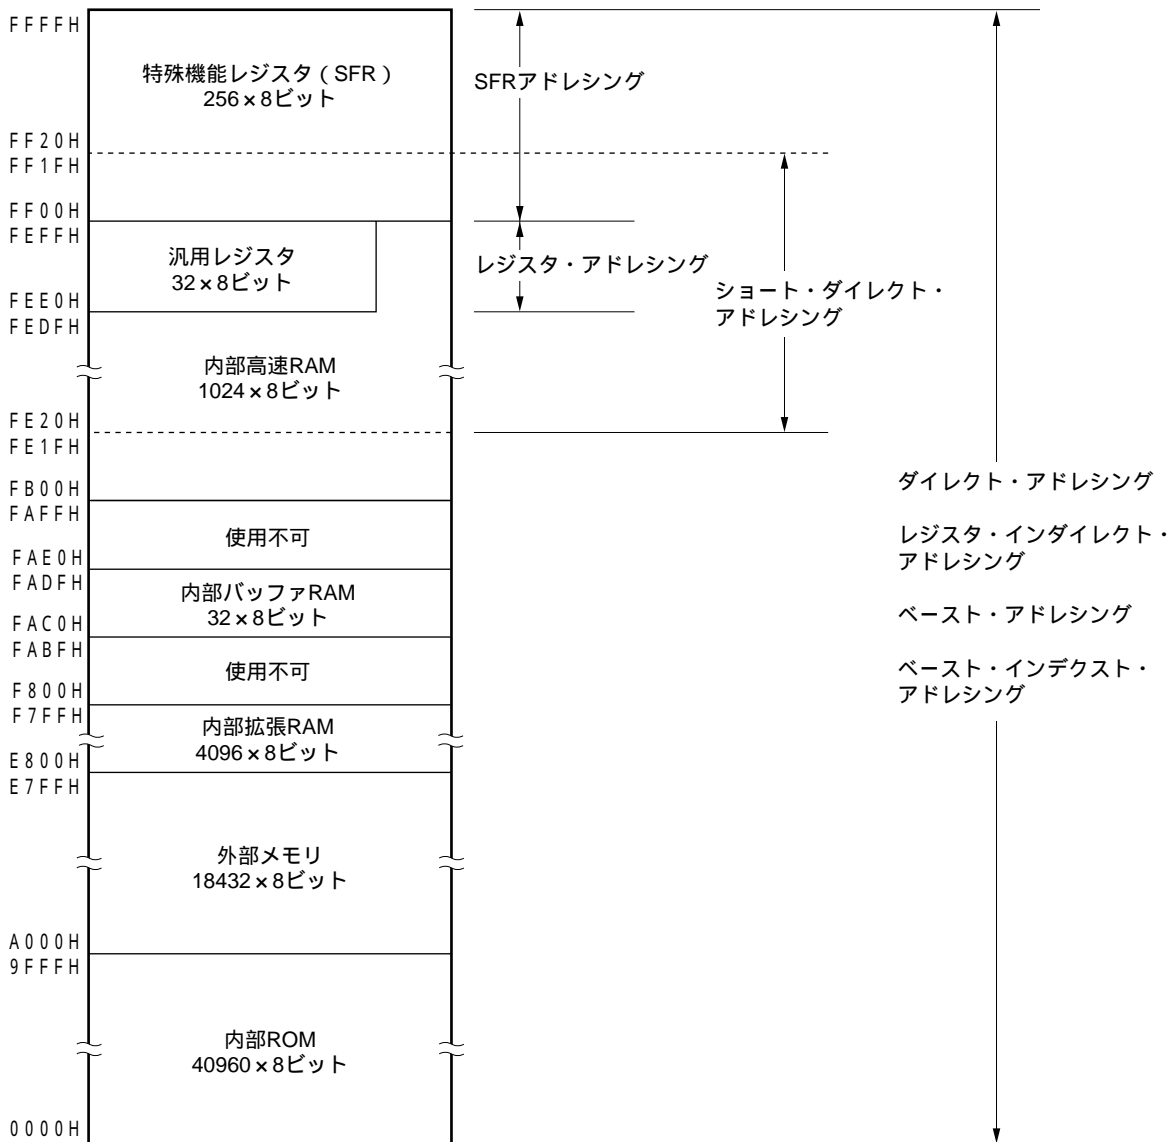 FFFFH
特殊機能レジスタ（SFR）
256×8ビット
SFRアドレシング
FF20H
FF1FH
FF00H
FEFFH
汎用レジスタ
32×8ビット
レジスタ・アドレシング
ショート・ダイレクト・
アドレシング
FEE0H
FEDFH
内部高速RAM
1024×8ビット
FE20H
FE1FH
FB00H
FAFFH
使用不可
FAE0H
FADFH
内部バッファRAM
32×8ビット
FAC0H
FABFH
使用不可
F800H
F7FFH
内部拡張RAM
4096×8ビット
E800H
E7FFH
外部メモリ
18432×8ビット
A000H
9FFFH
内部ROM
40960×8ビット
0000H
ダイレクト・アドレシング
レジスタ・インダイレクト・
アドレシング
ベースト・アドレシング
ベースト・インデクスト・
アドレシング